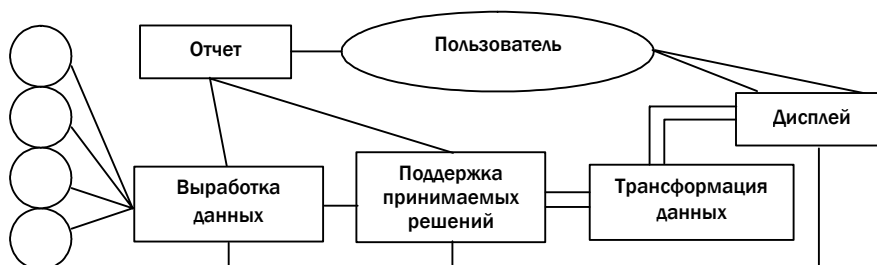 Отчет
Пользователь
Дисплей
Выработка
данных
Поддержка
принимаемых
решений
Трансформация
данных